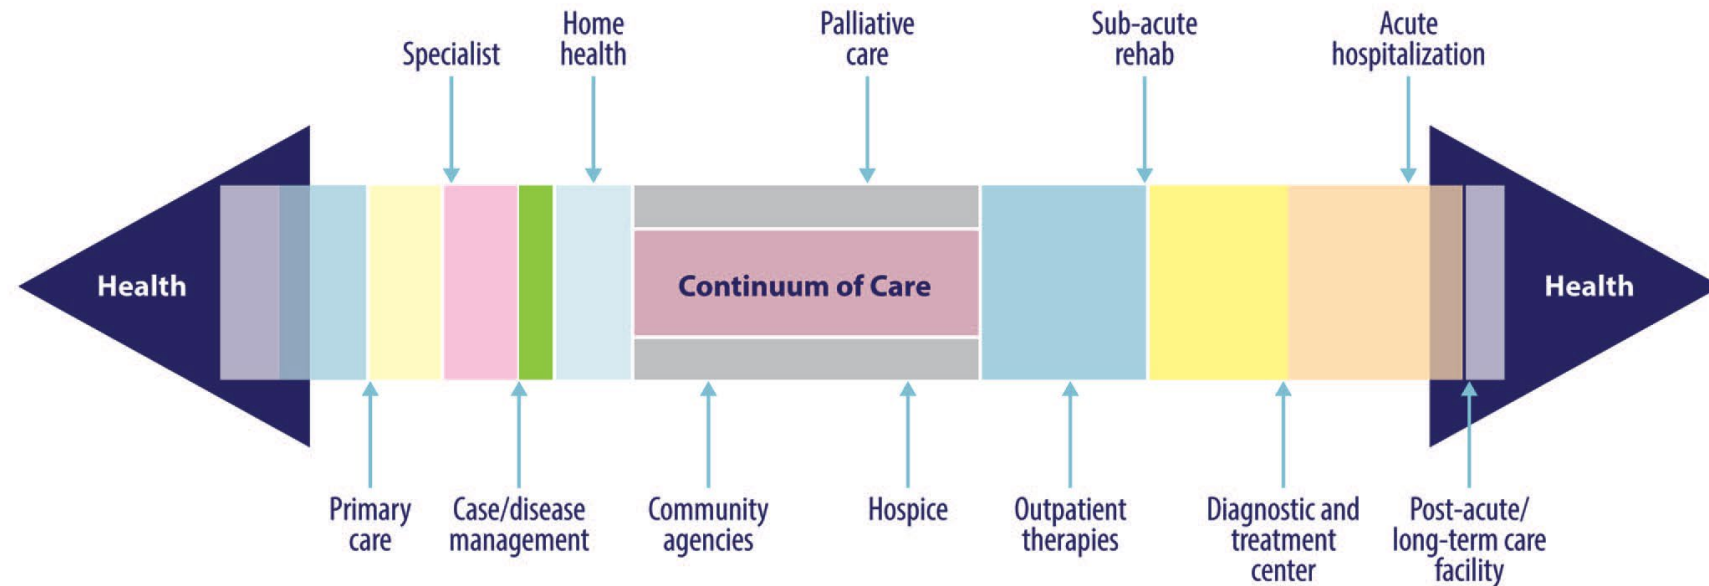 Specialist
Home
health
Palliative
care
Sub-acute
rehab
Acute
hospitalization
Health
Continuum of Care
Health
Primary
care
Case/disease
management
Community
agencies
Hospice
Outpatient
therapies
Diagnostic and
treatment
center
Post-acute/
long-term care
facility